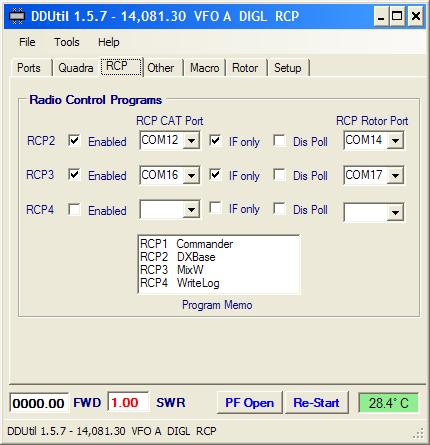 DDUtil 1.5.7 - 14,081.30 VFO A DIGL RCP
File Tools Help
Ports Quadra RCP Other Macro Rotor Setup
Radio Control Programs
RCP CAT Port RCP Rotor Port
RCP2 Enabled COM12 IF only Dis Poll COM14
RCP3 Enabled COM16 IF only Dis Poll COM17
RCP4 Enabled IF only Dis Poll
RCP1 Commander
RCP2 DXBase
RCP3 MixW
RCP4 WriteLog
Program Memo
0000.00 FWD 1.00 SWR PF Open Re-Start 28.4° C
DDUtil 1.5.7 - 14,081.30 VFO A DIGL RCP